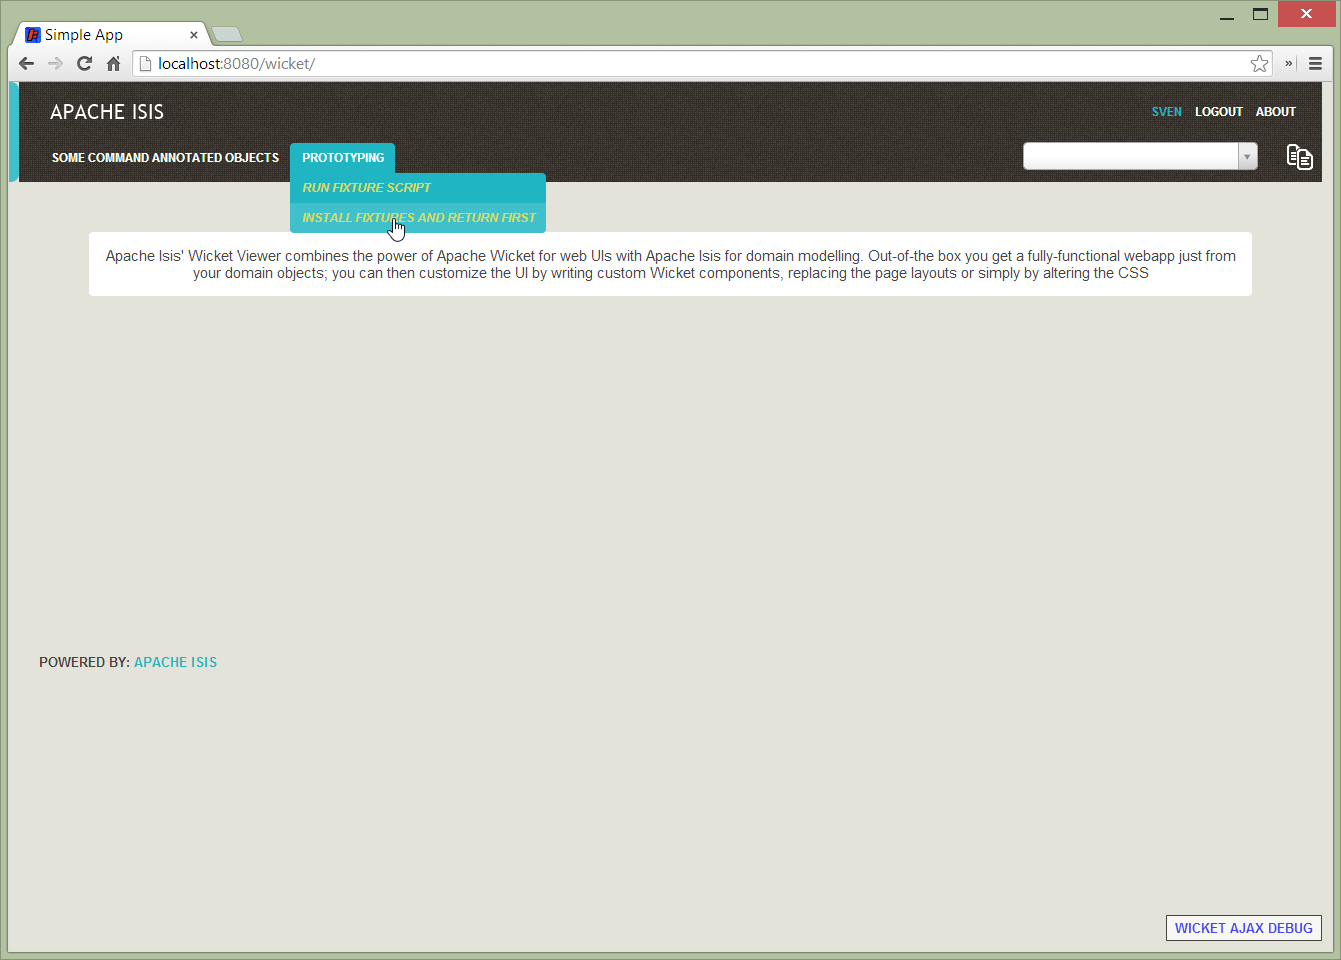 Simple App
localhost:8080/wicket/
APACHE ISIS
SVEN LOGOUT ABOUT
SOME COMMAND ANNOTATED OBJECTS PROTOTYPING
RUN FIXTURE SCRIPT
INSTALL FIXTURES AND RETURN FIRST
Apache Isis' Wicket Viewer combines the power of Apache Wicket for web UIs with Apache Isis for domain modelling. Out-of-the box you get a fully-functional webapp just from
your domain objects; you can then customize the UI by writing custom Wicket components, replacing the page layouts or simply by altering the CSS
POWERED BY: APACHE ISIS
WICKET AJAX DEBUG